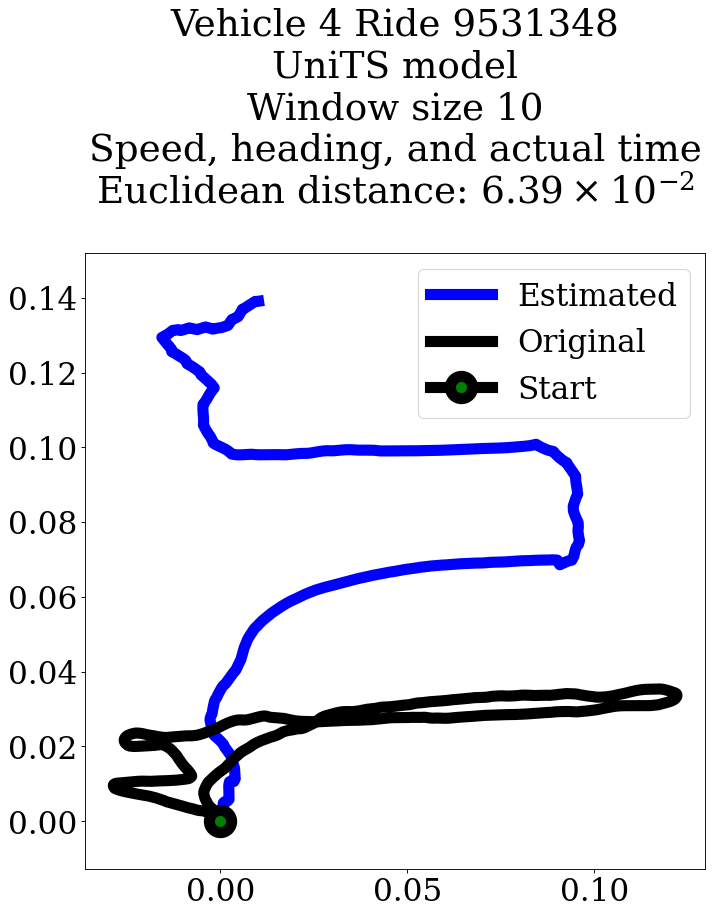 Vehicle 4 Ride 9531348
UniTS model
Window size 10
Speed, heading, and actual time
Euclidean distance: 6.39 × 10⁻²
Estimated
Original
Start
0.14
0.12
0.10
0.08
0.06
0.04
0.02
0.00
0.00 0.05 0.10